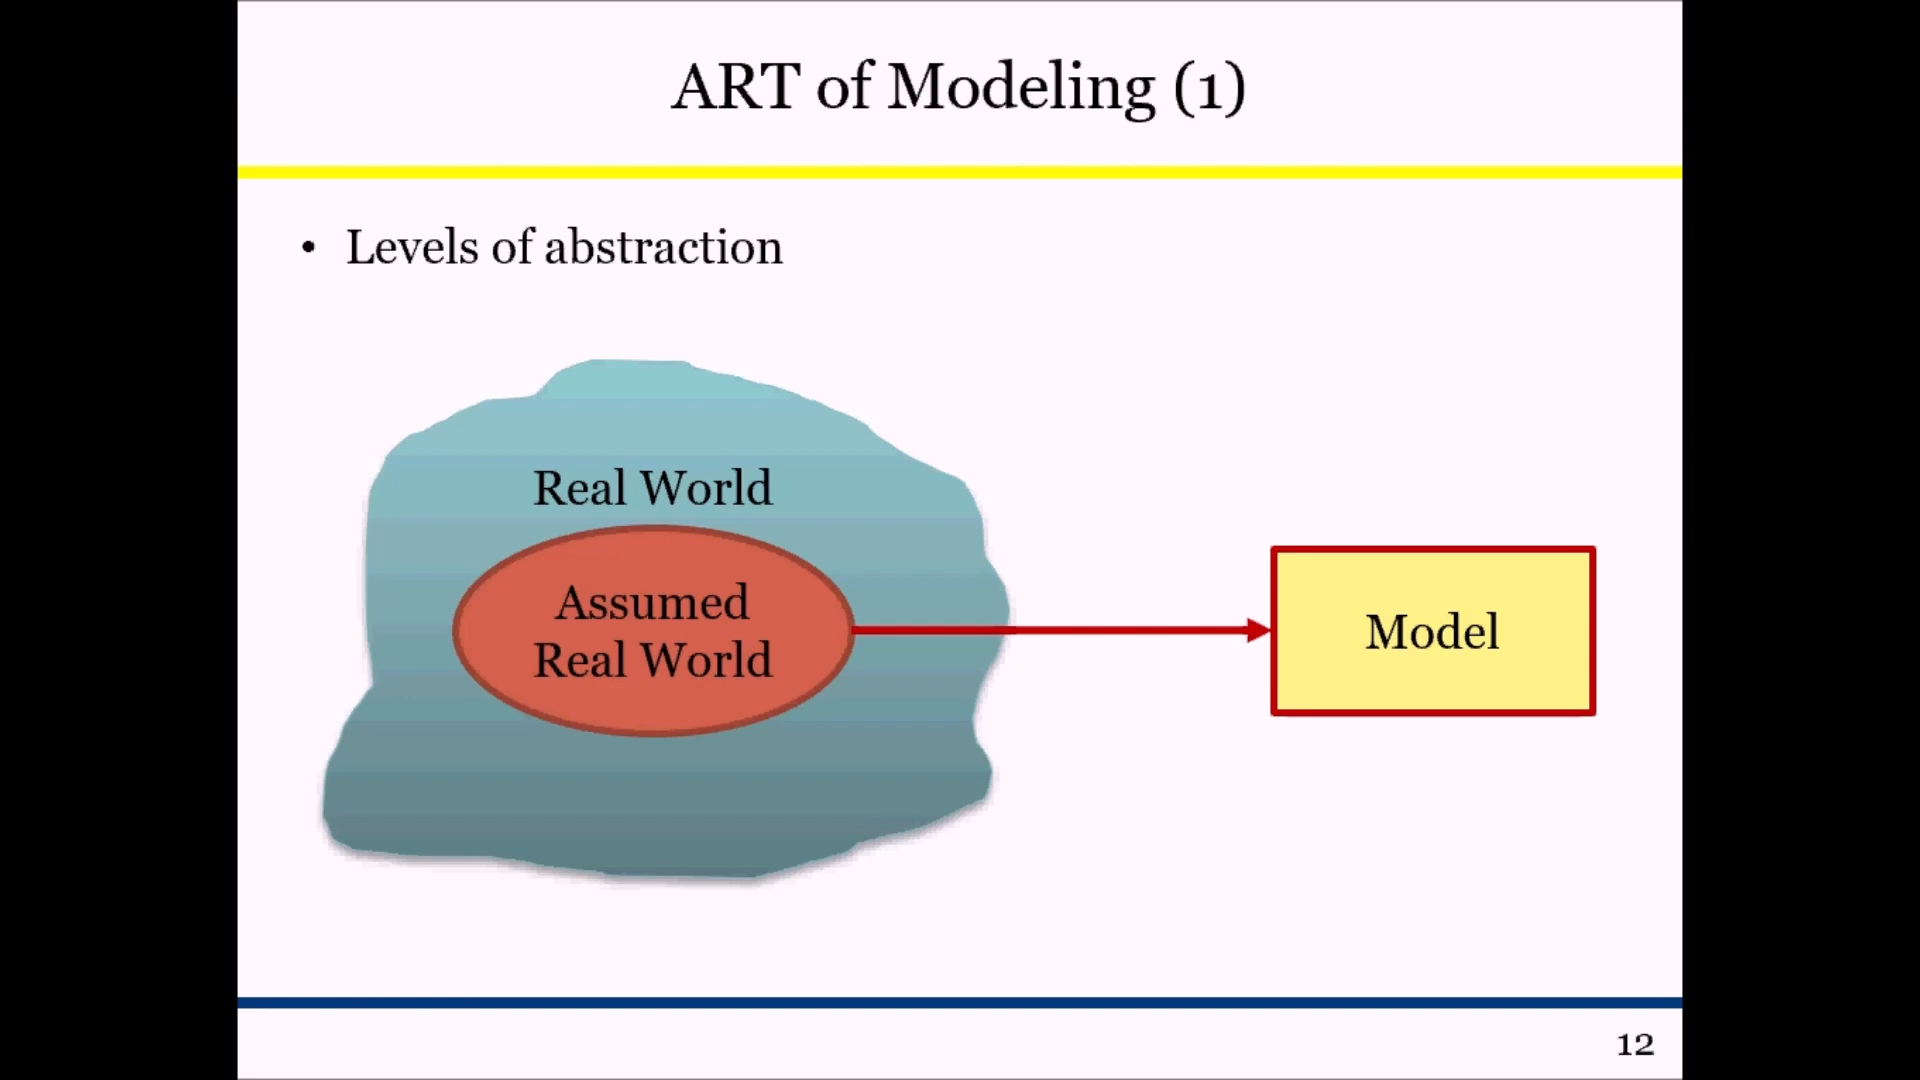 ART of Modeling (1)
• Levels of abstraction
Real World
Assumed
Real World
Model
12